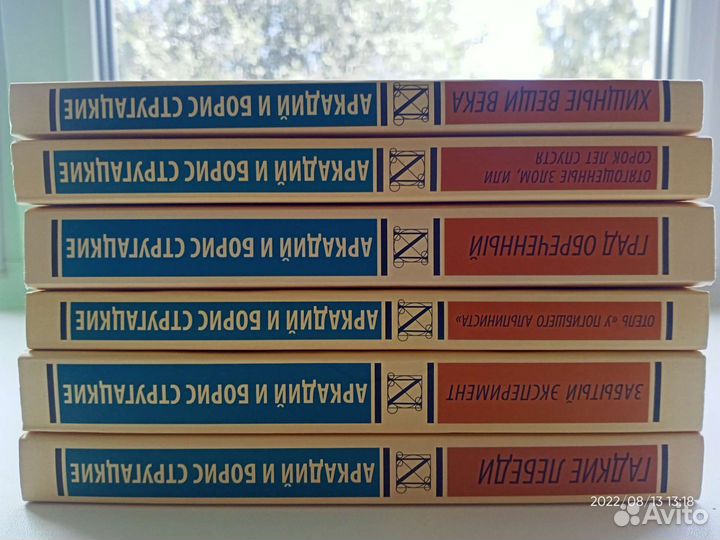 АРКАДИЙ И БОРИС СТРУГАЦКИЕ
ХИЩНЫЕ ВЕЩИ ВЕКА
АРКАДИЙ И БОРИС СТРУГАЦКИЕ
ОТЯГОЩЕННЫЕ ЗЛОМ, ИЛИ
СОРОК ЛЕТ СПУСТЯ
АРКАДИЙ И БОРИС СТРУГАЦКИЕ
ГРАД ОБРЕЧЕННЫЙ
АРКАДИЙ И БОРИС СТРУГАЦКИЕ
ОТЕЛЬ «У ПОГИБШЕГО АЛЬПИНИСТА»
АРКАДИЙ И БОРИС СТРУГАЦКИЕ
ЗАБЫТЫЙ ЭКСПЕРИМЕНТ
АРКАДИЙ И БОРИС СТРУГАЦКИЕ
ГАДКИЕ ЛЕБЕДИ
2022/08/13 13:18
Avito